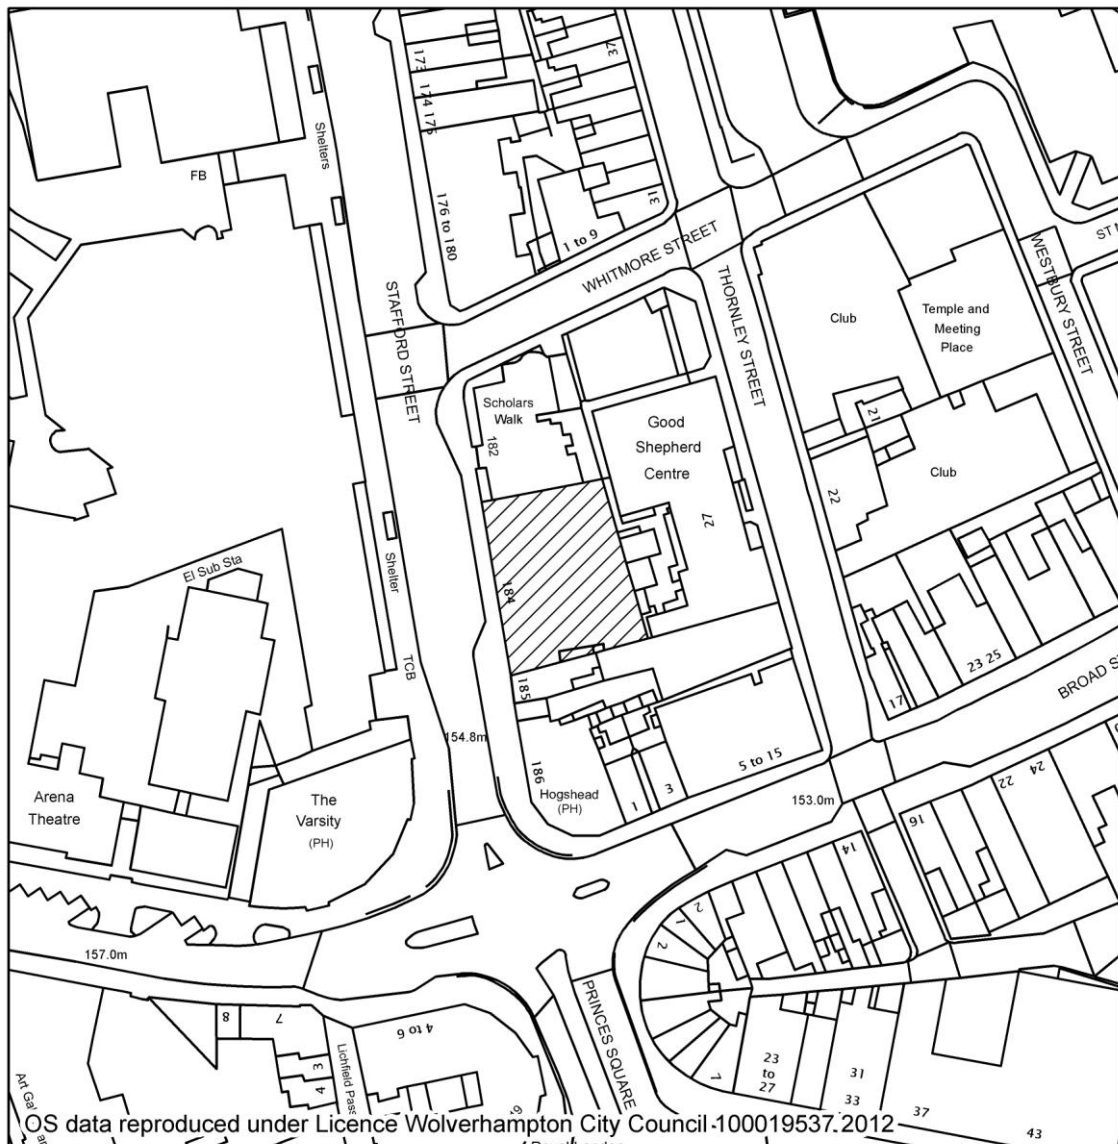 37
173
174 175
Shelters
FB
31
176 to 180
1 to 9
WHITMORE STREET
WESTBURY STREET
STAFFORD STREET
THORNLEY STREET
Club
Temple and
Meeting
Place
Scholars
Walk
182
Good
Shepherd
Centre
21
Club
22
27
El Sub Sta
Shelter
184
TCB
185
23 25
17
BROAD
154.8m
186
5 to 15
Hogshead
(PH)
1
3
153.0m
22
24
Arena
Theatre
The
Varsity
(PH)
16
14
2
1
2
157.0m
PRINCES SQUARE
8
7
4 to 6
3
4
Lichfield Pass
7
23
to
27
31
33
37
43
OS data reproduced under Licence Wolverhampton City Council 100019537.2012